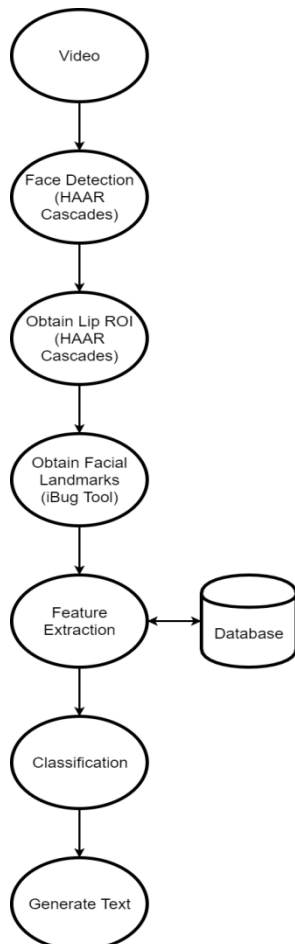 Video
Face Detection
(HAAR
Cascades)
Obtain Lip ROI
(HAAR
Cascades)
Obtain Facial
Landmarks
(iBug Tool)
Feature
Extraction
Database
Classification
Generate Text